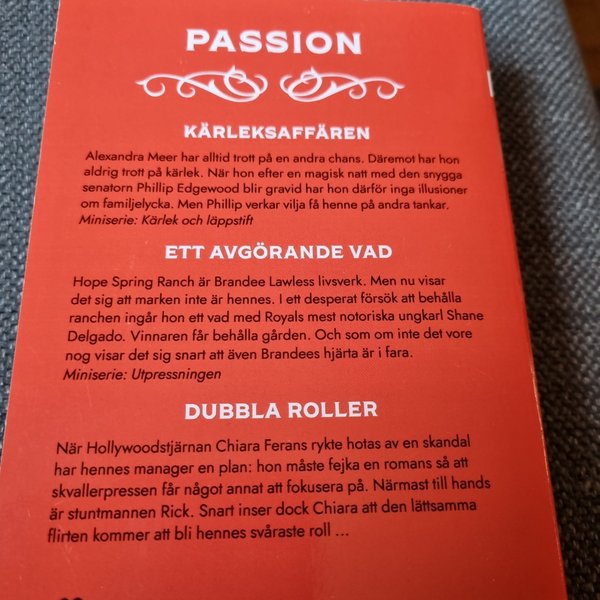 PASSION
KÄRLEKSAFFÄREN
Alexandra Meer har alltid trott på en andra chans. Däremot har hon
aldrig trott på kärlek. När hon efter en magisk natt med den snygga
senatorn Phillip Edgewood blir gravid har hon därför inga illusioner
om familjelycka. Men Phillip verkar vilja få henne på andra tankar.
Miniserie: Kärlek och läppstift
ETT AVGÖRANDE VAD
Hope Spring Ranch är Brandee Lawless livsverk. Men nu visar
det sig att marken inte är hennes. I ett desperat försök att behålla
ranchen ingår hon ett vad med Royals mest notoriska ungkarl Shane
Delgado. Vinnaren får behålla gården. Och som om inte det vore
nog visar det sig snart att även Brandees hjärta är i fara.
Miniserie: Utpressningen
DUBBLA ROLLER
När Hollywoodstjärnan Chiara Ferans rykte hotas av en skandal
har hennes manager en plan: hon måste fejka en romans så att
skvallerpressen får något annat att fokusera på. Närmast till hands
är stuntmannen Rick. Snart inser dock Chiara att den lättsamma
flirten kommer att bli hennes svåraste roll ...